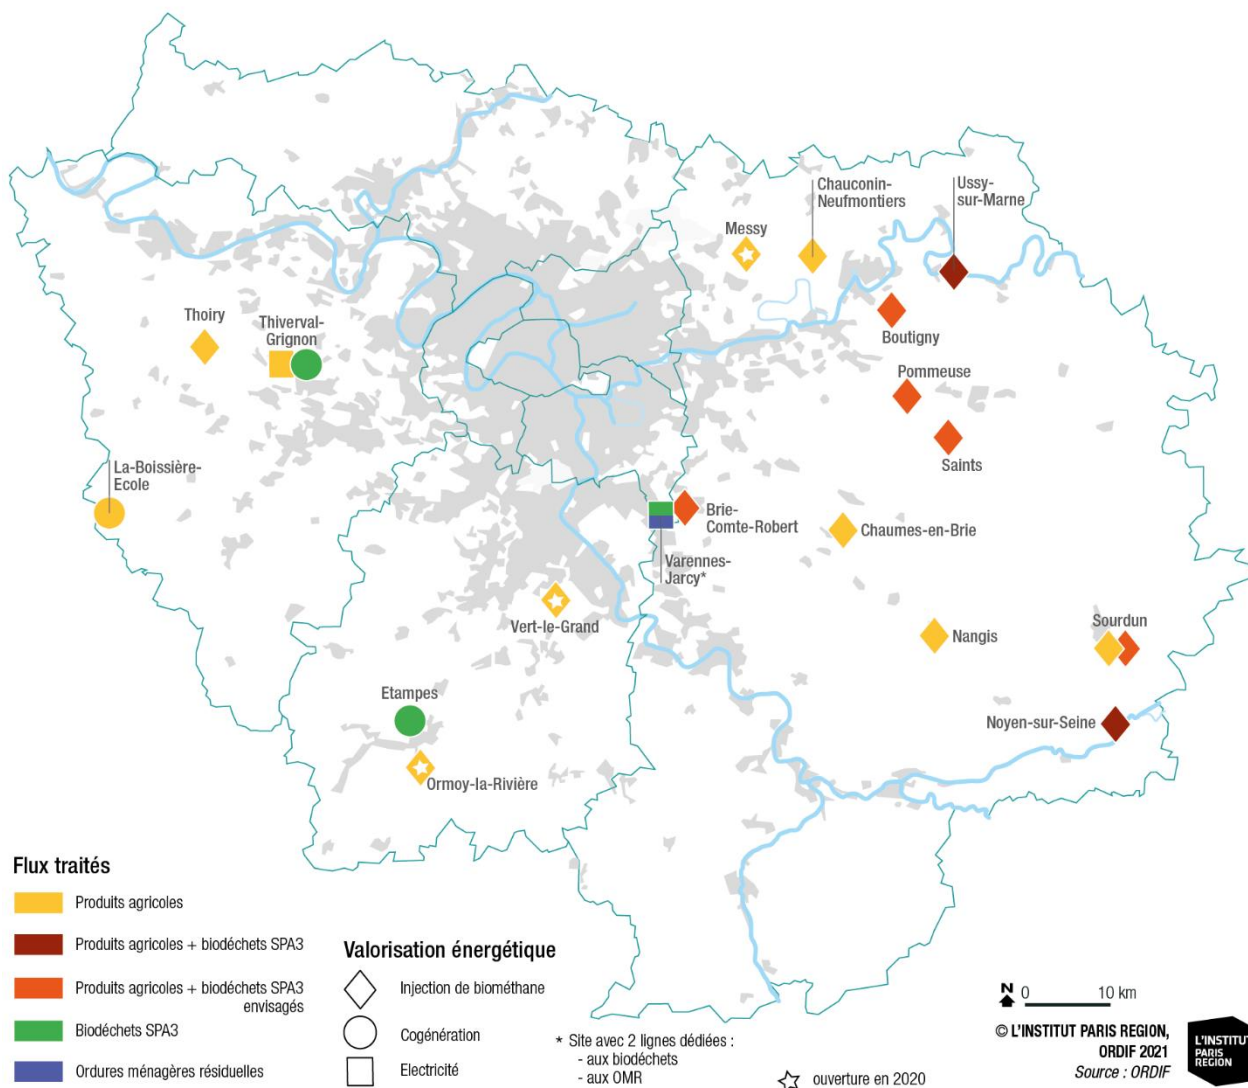 Chauconin-
Neufmontiers
Ussy-
sur-Marne
Messy
Thoiry
Thiverval-
Grignon
Boutigny
Pommeuse
Saints
La-Boissière-
Ecole
Brie-
Comte-Robert
Chaumes-en-Brie
Varennes-
Jarcy*
Vert-le-Grand
Nangis
Sourdun
Etampes
Noyen-sur-Seine
Ormoy-la-Rivière
Flux traités
Produits agricoles
Produits agricoles + biodéchets SPA3
Produits agricoles + biodéchets SPA3
envisagés
Biodéchets SPA3
Ordures ménagères résiduelles
Valorisation énergétique
Injection de biométhane
Cogénération
Electricité
* Site avec 2 lignes dédiées :
- aux biodéchets
- aux OMR
ouverture en 2020
N
0 10 km
© L'INSTITUT PARIS REGION,
ORDIF 2021
Source : ORDIF
L'INSTITUT
PARIS
REGION